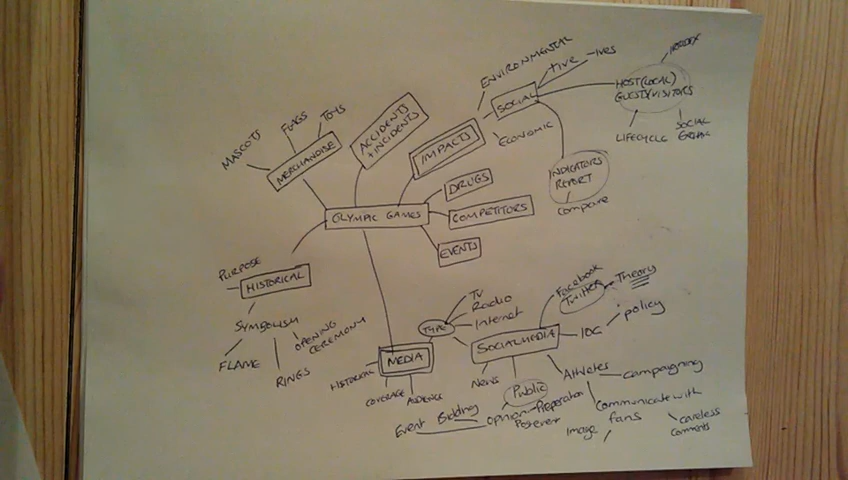 ENVIRONMENTAL
+ive
-ives
SOCIAL
HOST (LOCAL)
GUESTS/VISITORS
LIFECYCLE
SOCIAL
ECONOMIC
INDICATORS
REPORT
compare
IMPACTS
ACCIDENTS
+ INCIDENTS
MASCOTS
FLAGS
TOYS
MERCHANDISE
DRUGS
OLYMPIC GAMES
COMPETITORS
EVENTS
PURPOSE
HISTORICAL
SYMBOLISM
FLAME
RINGS
OPENING
CEREMONY
TYPE
TV
Radio
Internet
MEDIA
HISTORICAL
COVERAGE
AUDIENCE
SOCIAL MEDIA
Facebook
Twitter
Theory
IOC
policy
NEWS
Public
Opinion
Preparation
Postevent
Bidding
Event
Athletes
campaigning
Communicate with
fans
Image
careless
comments